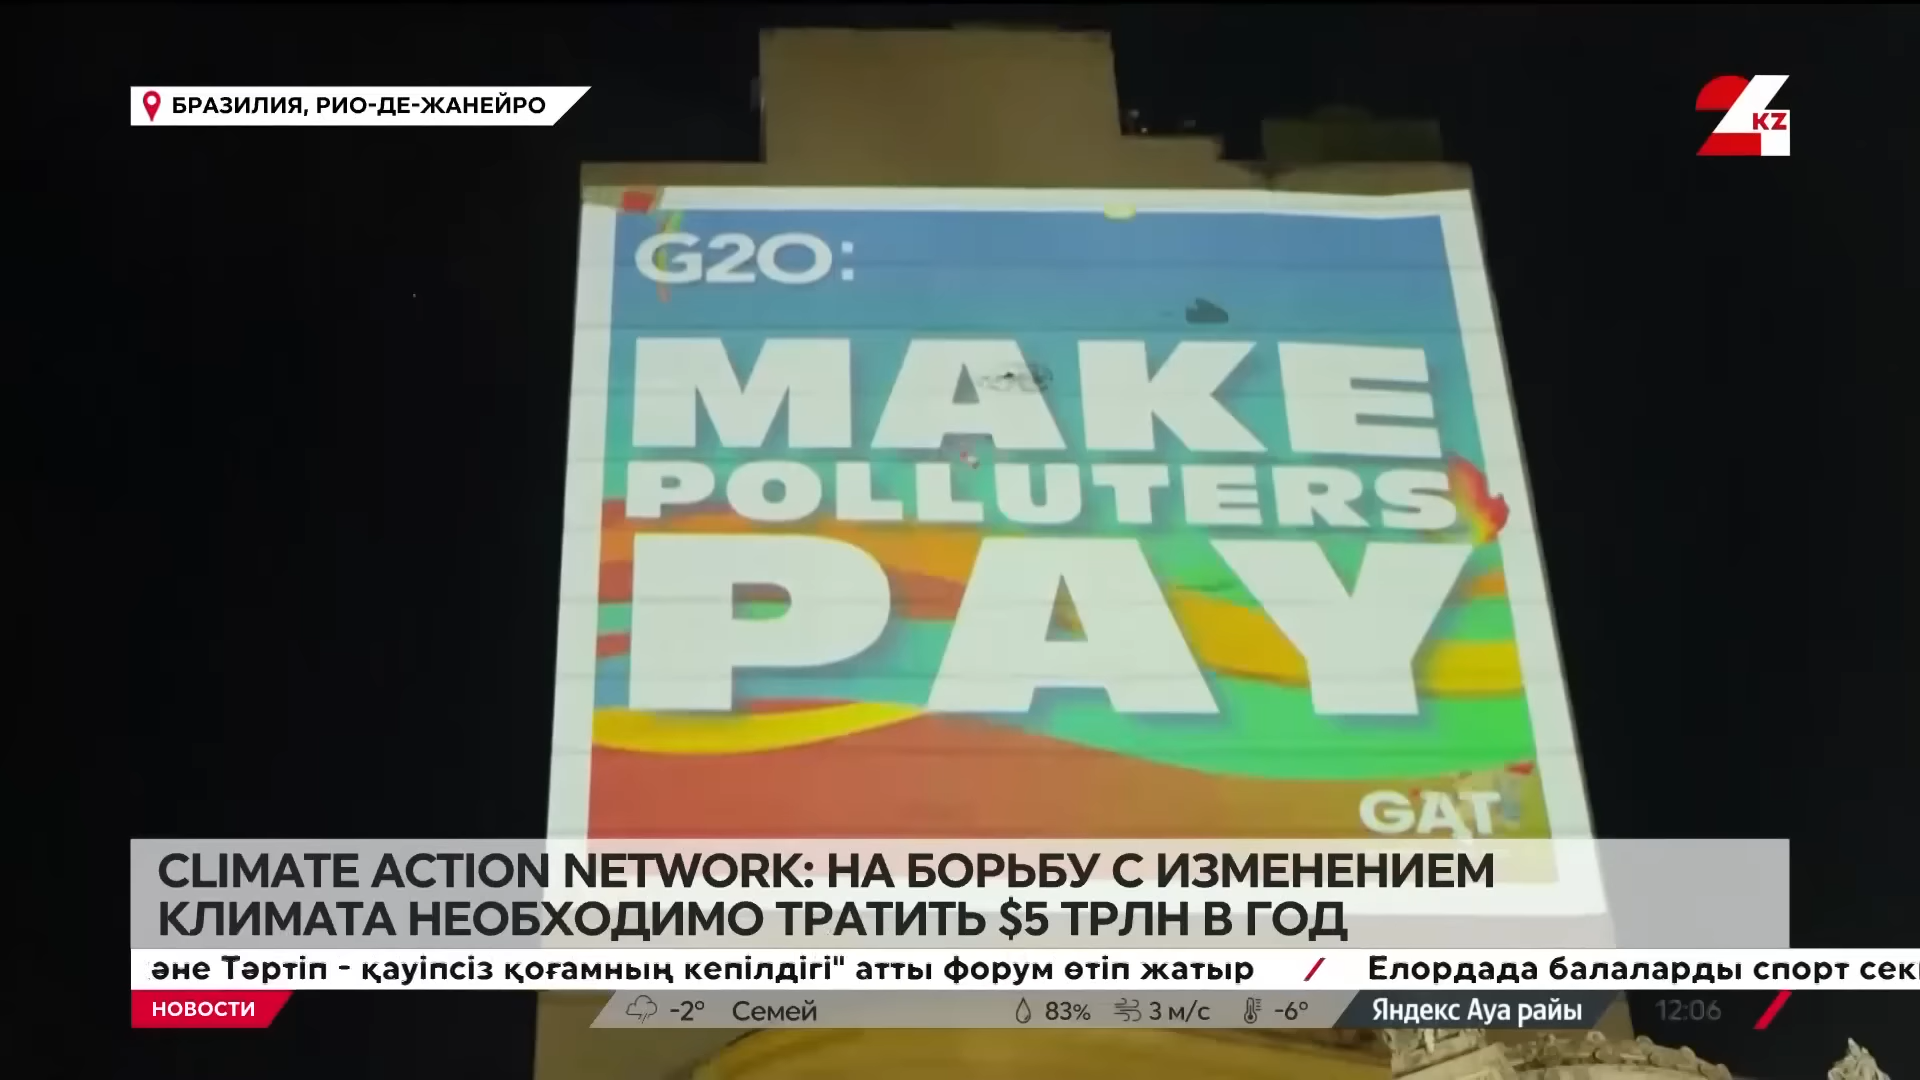 БРАЗИЛИЯ, РИО-ДЕ-ЖАНЕЙРО
24
KZ
G20:
MAKE
POLLUTERS
PAY
GAT
CLIMATE ACTION NETWORK: НА БОРЬБУ С ИЗМЕНЕНИЕМ
КЛИМАТА НЕОБХОДИМО ТРАТИТЬ $5 ТРЛН В ГОД
әне Тәртіп - қауіпсіз қоғамның кепілдігі" атты форум өтіп жатыр / Елордада балаларды спорт сек
НОВОСТИ -2° Семей 83% 3 м/с -6° Яндекс Ауа райы 12:06